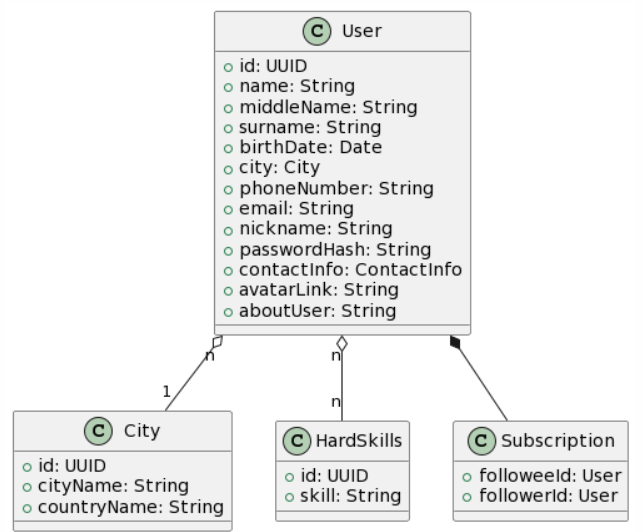 C User
id: UUID
name: String
middleName: String
surname: String
birthDate: Date
city: City
phoneNumber: String
email: String
nickname: String
passwordHash: String
contactInfo: ContactInfo
avatarLink: String
aboutUser: String
n
n
1
n
C City
id: UUID
cityName: String
countryName: String
C HardSkills
id: UUID
skill: String
C Subscription
followeeId: User
followerId: User